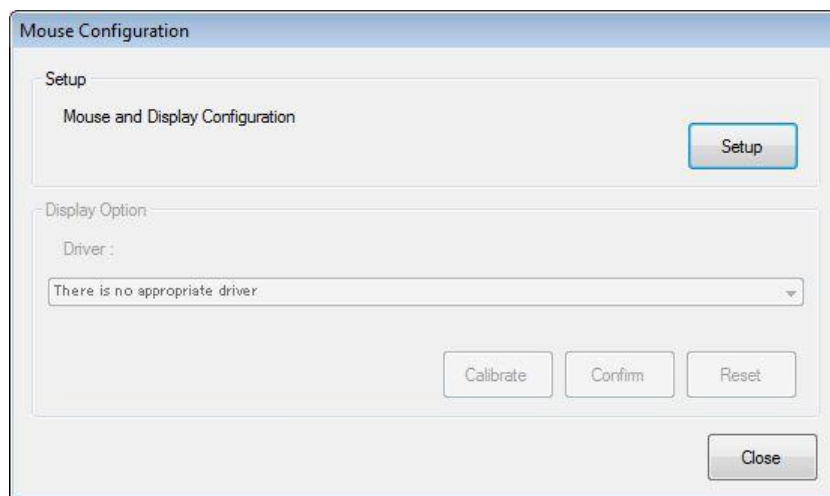 Mouse Configuration
Setup
Mouse and Display Configuration
Setup
Display Option
Driver :
There is no appropriate driver
Calibrate Confirm Reset
Close